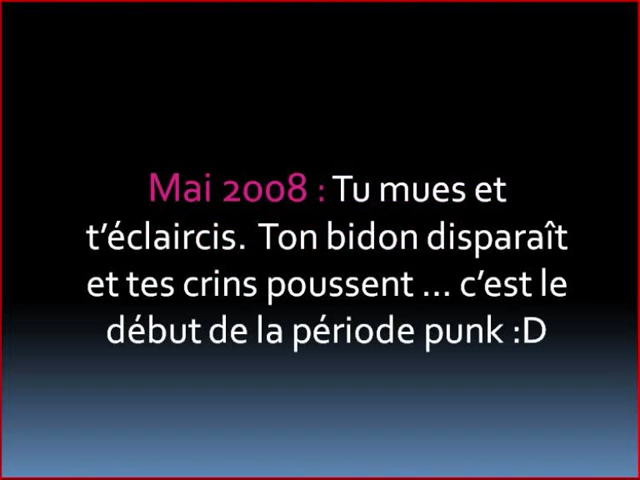 Mai 2008 : Tu mues et
t’éclaircis. Ton bidon disparaît
et tes crins poussent ... c’est le
début de la période punk :D